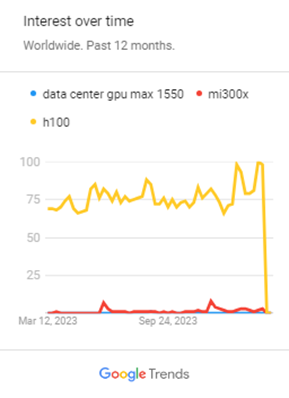 Interest over time
Worldwide. Past 12 months.
data center gpu max 1550 mi300x
h100
100
75
50
25
Mar 12, 2023 Sep 24, 2023
Google Trends